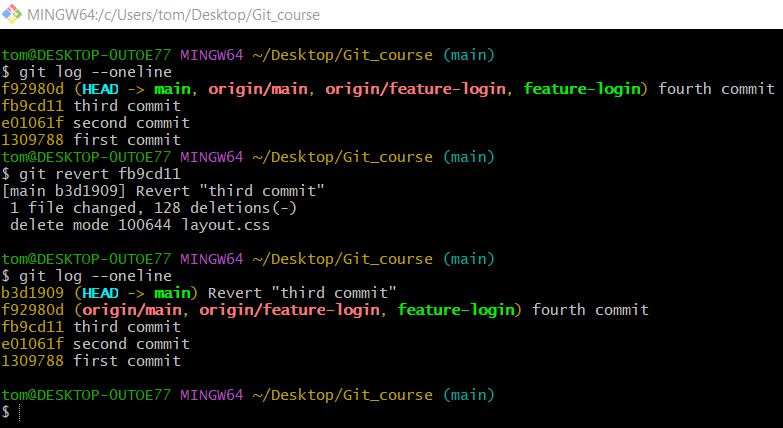 MINGW64:/c/Users/tom/Desktop/Git_course
tom@DESKTOP-OUTOE77 MINGW64 ~/Desktop/Git_course (main)
$ git log --oneline
f92980d (HEAD -> main, origin/main, origin/feature-login, feature-login) fourth commit
fb9cd11 third commit
e01061f second commit
1309788 first commit
tom@DESKTOP-OUTOE77 MINGW64 ~/Desktop/Git_course (main)
$ git revert fb9cd11
[main b3d1909] Revert "third commit"
 1 file changed, 128 deletions(-)
 delete mode 100644 layout.css
tom@DESKTOP-OUTOE77 MINGW64 ~/Desktop/Git_course (main)
$ git log --oneline
b3d1909 (HEAD -> main) Revert "third commit"
f92980d (origin/main, origin/feature-login, feature-login) fourth commit
fb9cd11 third commit
e01061f second commit
1309788 first commit
tom@DESKTOP-OUTOE77 MINGW64 ~/Desktop/Git_course (main)
$